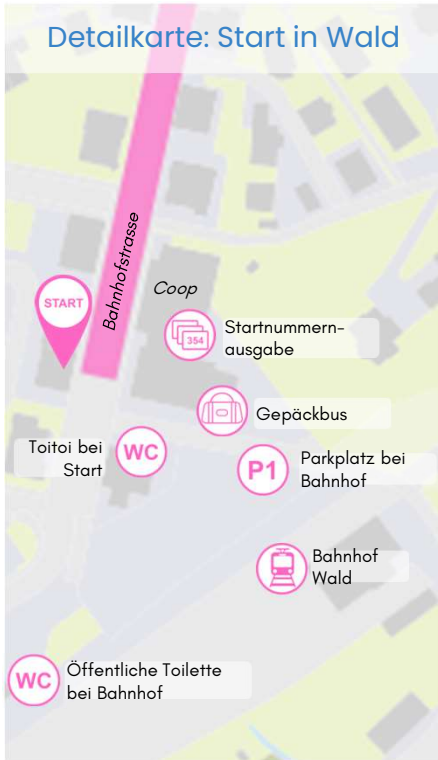 Detailkarte: Start in Wald
Bahnhofstrasse
START
Coop
354
Startnummern-
ausgabe
Gepäckbus
Toitoi bei
Start
WC
P1
Parkplatz bei
Bahnhof
Bahnhof
Wald
WC
Öffentliche Toilette
bei Bahnhof